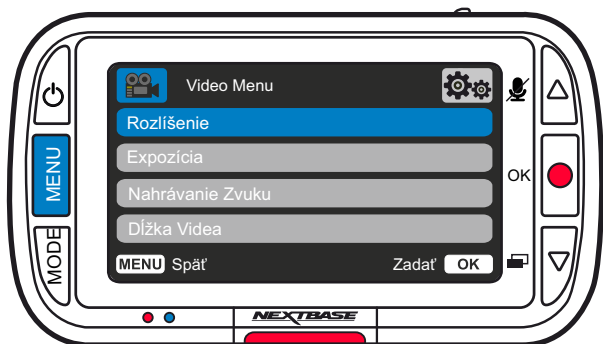 Video Menu
Rozlíšenie
Expozícia
Nahrávanie Zvuku
Dĺžka Videa
MENU Späť
Zadať OK
MENU
MODE
OK
NEXTBASE